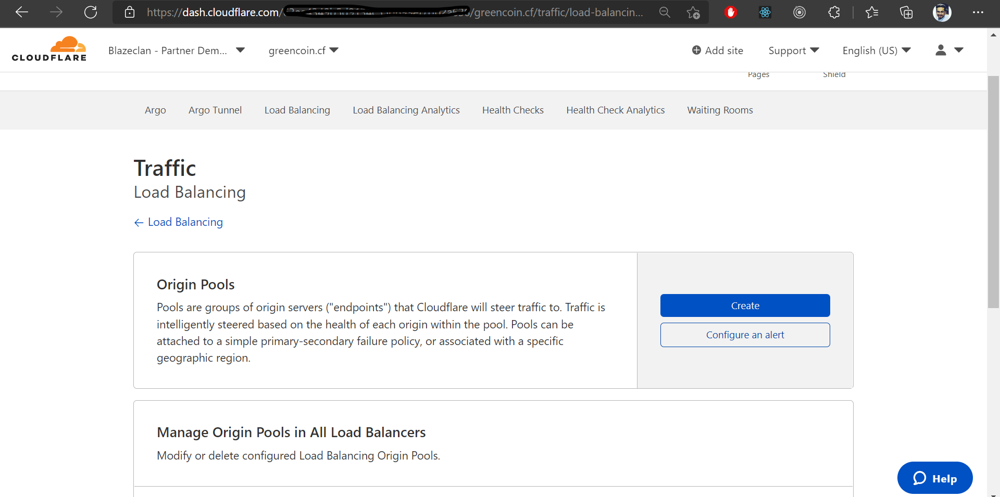 https://dash.cloudflare.com/ /greencoin.cf/traffic/load-balancin...
CLOUDFLARE
Blazeclan - Partner Dem...
greencoin.cf
Add site
Support
English (US)
Pages
Shield
Argo
Argo Tunnel
Load Balancing
Load Balancing Analytics
Health Checks
Health Check Analytics
Waiting Rooms
Traffic
Load Balancing
← Load Balancing
Origin Pools
Pools are groups of origin servers ("endpoints") that Cloudflare will steer traffic to. Traffic is
intelligently steered based on the health of each origin within the pool. Pools can be
attached to a simple primary-secondary failure policy, or associated with a specific
geographic region.
Create
Configure an alert
Manage Origin Pools in All Load Balancers
Modify or delete configured Load Balancing Origin Pools.
Help